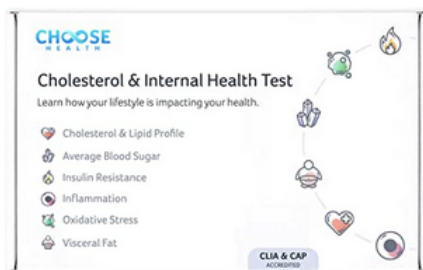 CHOOSE
HEALTH
Cholesterol & Internal Health Test
Learn how your lifestyle is impacting your health.
Cholesterol & Lipid Profile
Average Blood Sugar
Insulin Resistance
Inflammation
Oxidative Stress
Visceral Fat
CLIA & CAP
ACCREDITED